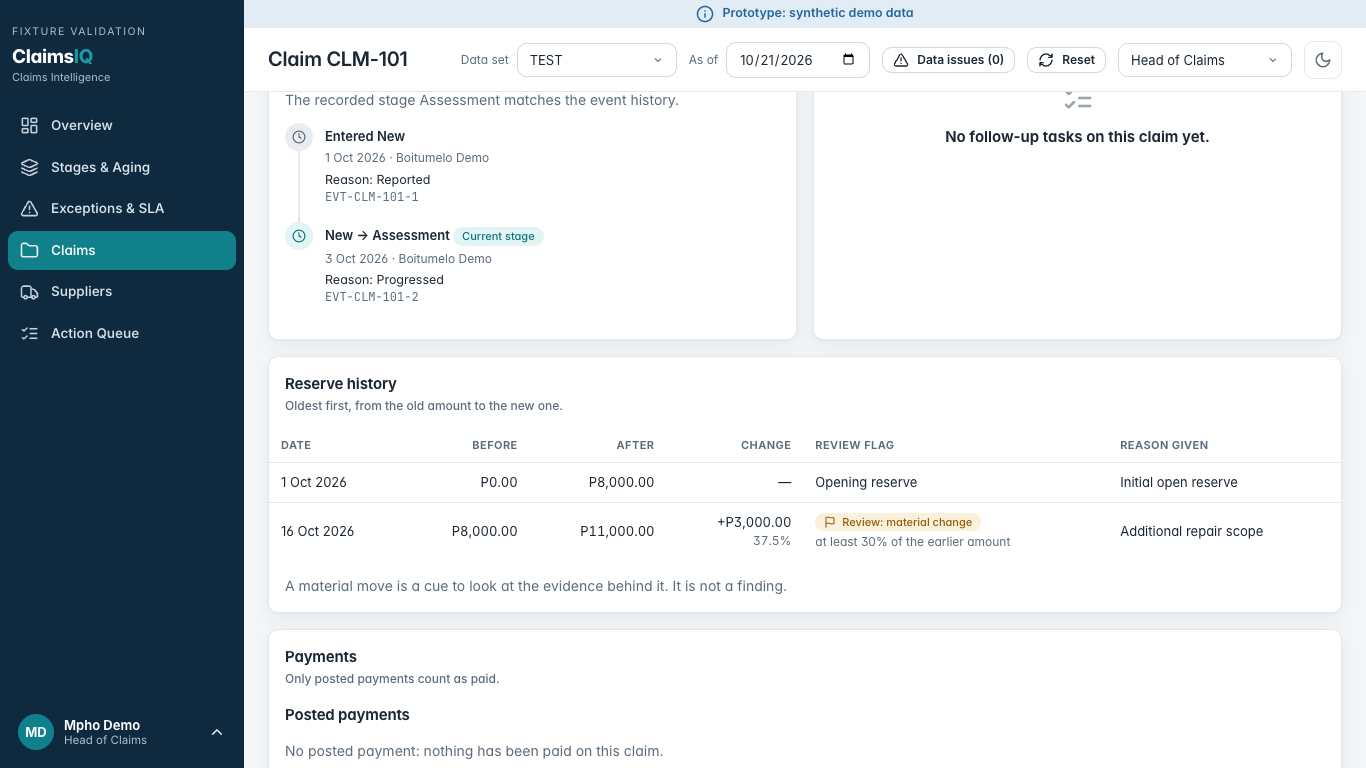 Prototype: synthetic demo data
FIXTURE VALIDATION
ClaimsIQ
Claims Intelligence
Overview
Stages & Aging
Exceptions & SLA
Claims
Suppliers
Action Queue
MD
Mpho Demo
Head of Claims
Claim CLM-101
Data set
TEST
As of
10/21/2026
Data issues (0)
Reset
Head of Claims
The recorded stage Assessment matches the event history.
Entered New
1 Oct 2026 · Boitumelo Demo
Reason: Reported
EVT-CLM-101-1
New → Assessment Current stage
3 Oct 2026 · Boitumelo Demo
Reason: Progressed
EVT-CLM-101-2
No follow-up tasks on this claim yet.
Reserve history
Oldest first, from the old amount to the new one.
DATE BEFORE AFTER CHANGE REVIEW FLAG REASON GIVEN
1 Oct 2026 P0.00 P8,000.00 — Opening reserve Initial open reserve
16 Oct 2026 P8,000.00 P11,000.00 +P3,000.00 Review: material change Additional repair scope
37.5% at least 30% of the earlier amount
A material move is a cue to look at the evidence behind it. It is not a finding.
Payments
Only posted payments count as paid.
Posted payments
No posted payment: nothing has been paid on this claim.